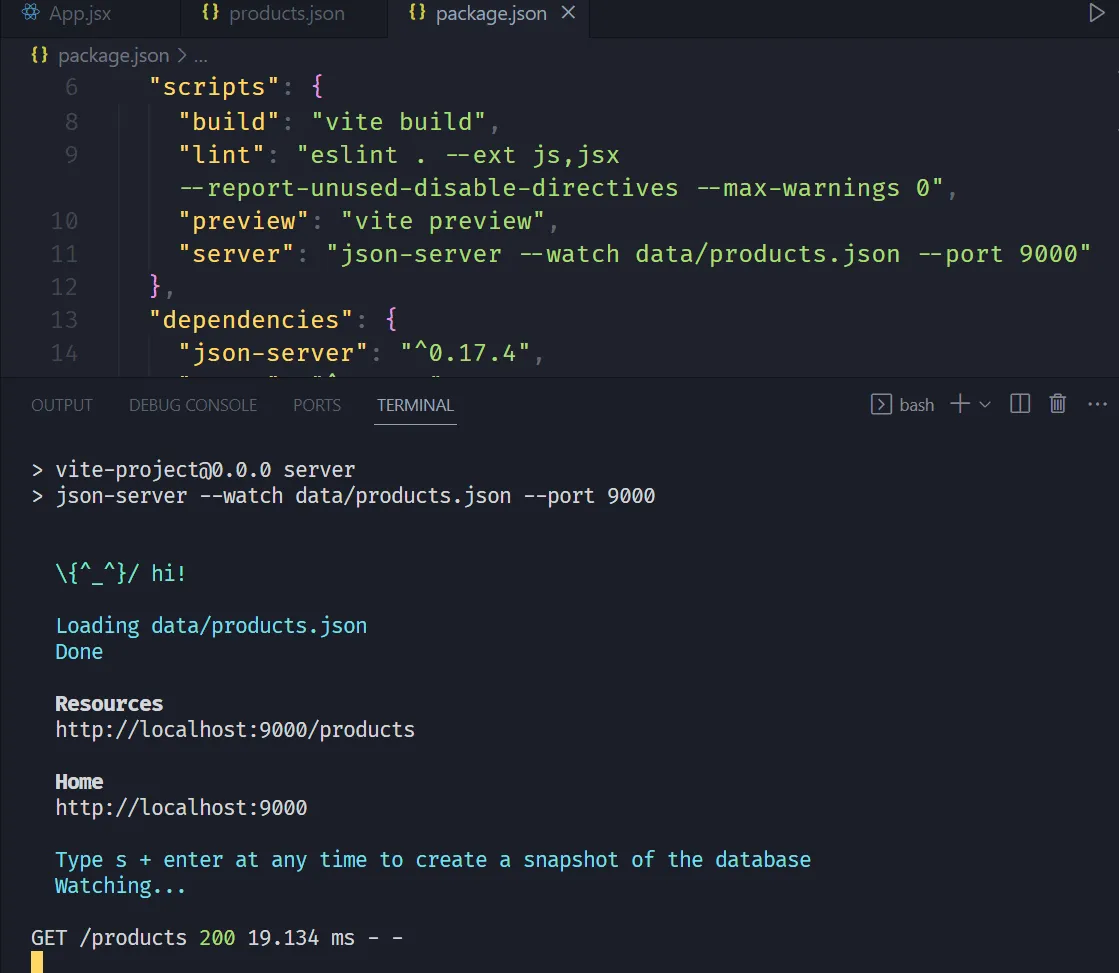 App.jsx {} products.json {} package.json ×
{} package.json > ...
6 "scripts": {
8 "build": "vite build",
9 "lint": "eslint . --ext js,jsx
--report-unused-disable-directives --max-warnings 0",
10 "preview": "vite preview",
11 "server": "json-server --watch data/products.json --port 9000"
12 },
13 "dependencies": {
14 "json-server": "^0.17.4",
OUTPUT DEBUG CONSOLE PORTS TERMINAL bash
> vite-project@0.0.0 server
> json-server --watch data/products.json --port 9000
\{^_^}/ hi!
Loading data/products.json
Done
Resources
http://localhost:9000/products
Home
http://localhost:9000
Type s + enter at any time to create a snapshot of the database
Watching...
GET /products 200 19.134 ms - -